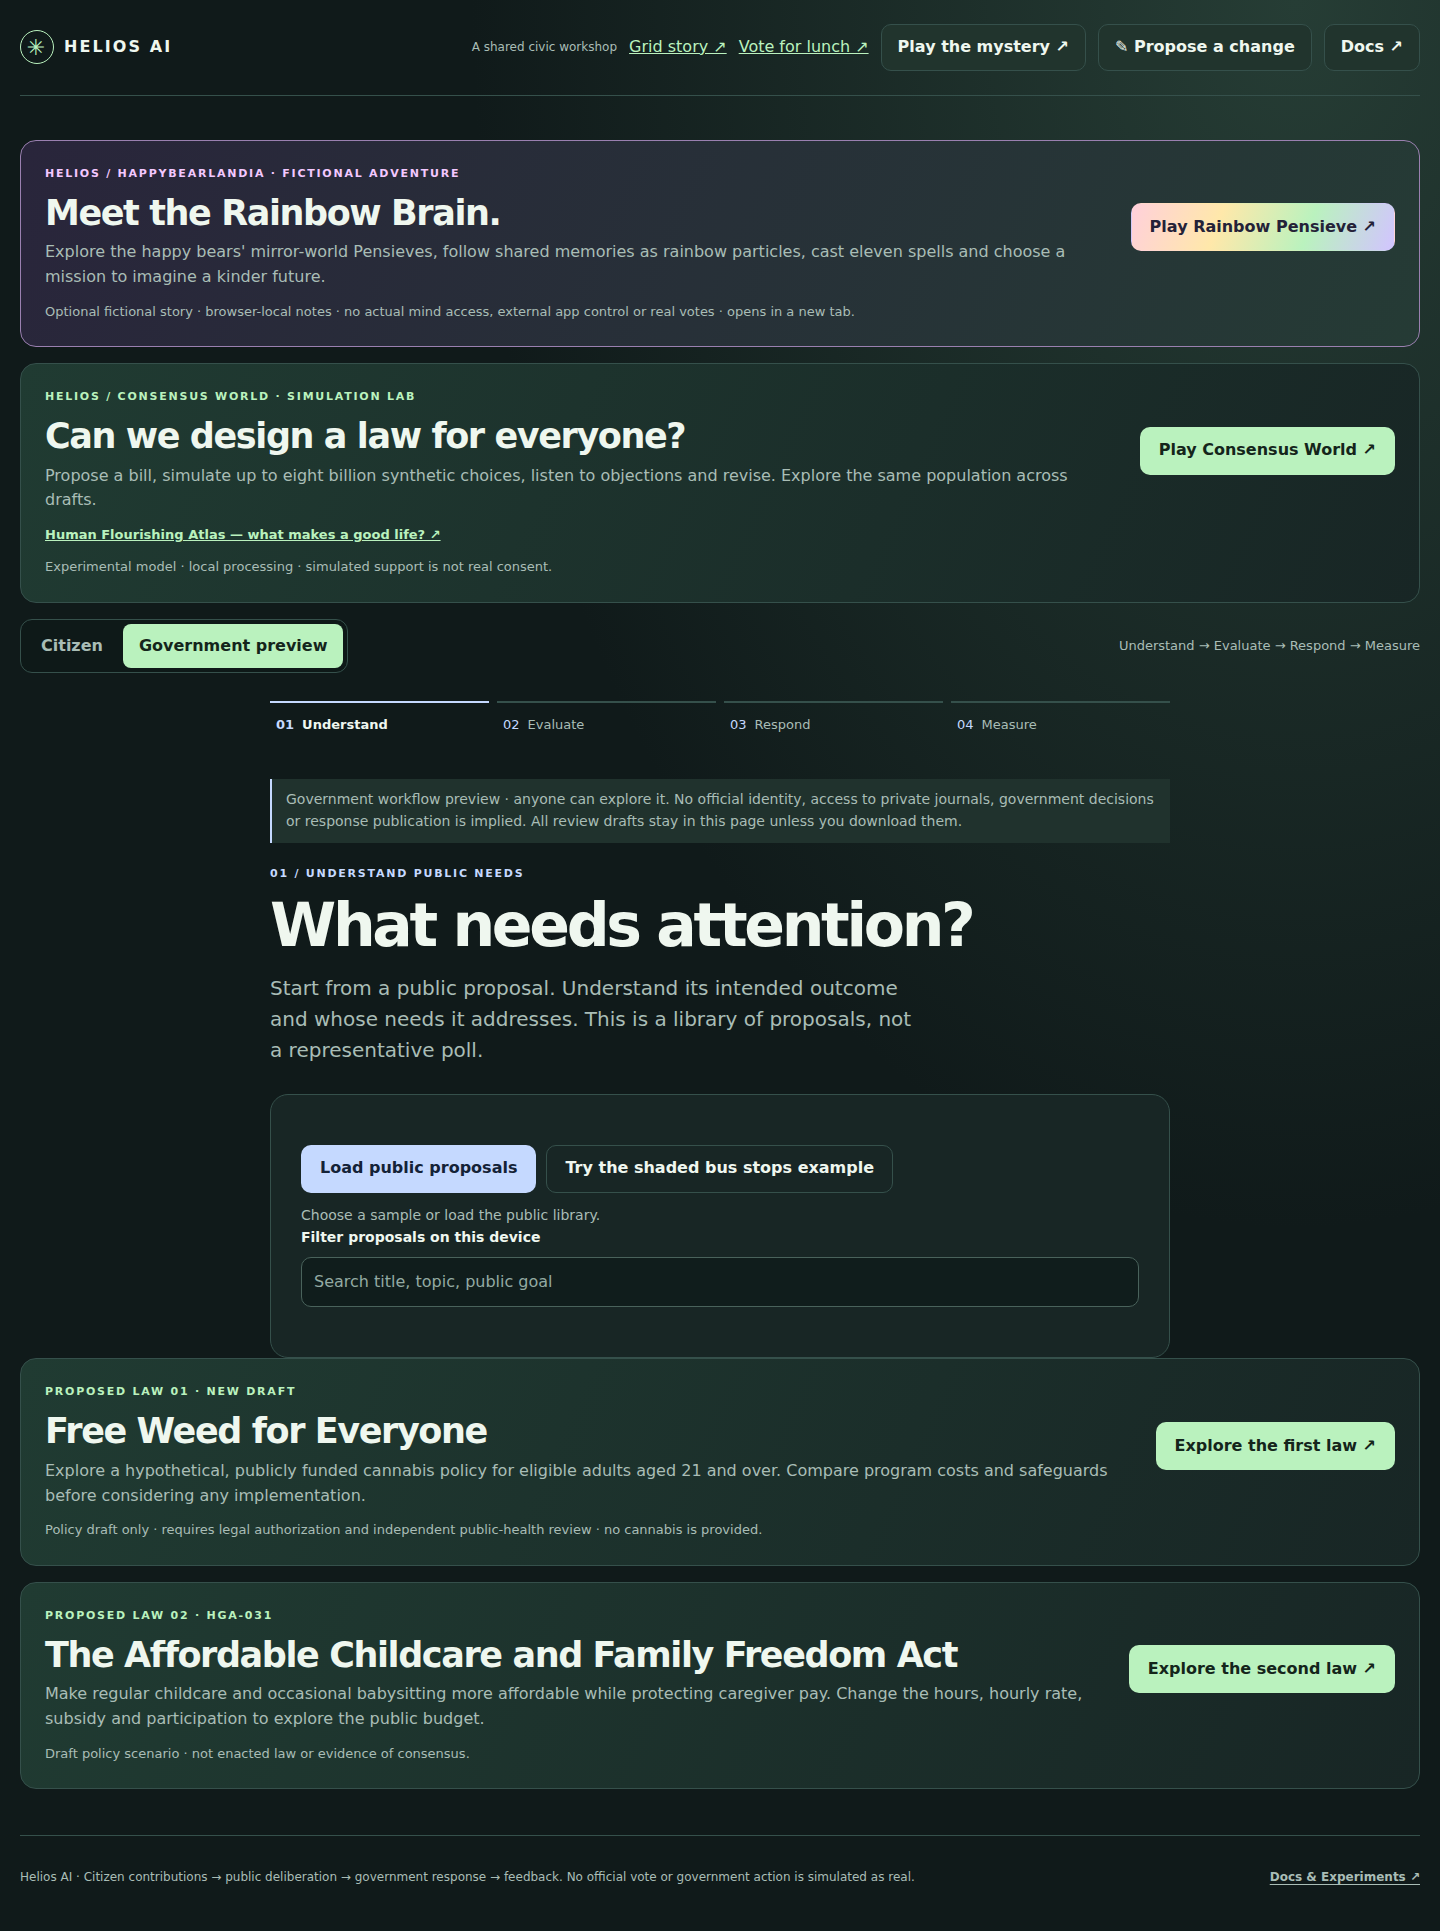 HELIOS AI
A shared civic workshop
Grid story ↗
Vote for lunch ↗
Play the mystery ↗
✎ Propose a change
Docs ↗
HELIOS / HAPPYBEARLANDIA · FICTIONAL ADVENTURE
Meet the Rainbow Brain.
Explore the happy bears' mirror-world Pensieves, follow shared memories as rainbow particles, cast eleven spells and choose a
mission to imagine a kinder future.
Optional fictional story · browser-local notes · no actual mind access, external app control or real votes · opens in a new tab.
Play Rainbow Pensieve ↗
HELIOS / CONSENSUS WORLD · SIMULATION LAB
Can we design a law for everyone?
Propose a bill, simulate up to eight billion synthetic choices, listen to objections and revise. Explore the same population across
drafts.
Human Flourishing Atlas — what makes a good life? ↗
Experimental model · local processing · simulated support is not real consent.
Play Consensus World ↗
Citizen
Government preview
Understand → Evaluate → Respond → Measure
01 Understand
02 Evaluate
03 Respond
04 Measure
Government workflow preview · anyone can explore it. No official identity, access to private journals, government decisions
or response publication is implied. All review drafts stay in this page unless you download them.
01 / UNDERSTAND PUBLIC NEEDS
What needs attention?
Start from a public proposal. Understand its intended outcome
and whose needs it addresses. This is a library of proposals, not
a representative poll.
Load public proposals
Try the shaded bus stops example
Choose a sample or load the public library.
Filter proposals on this device
Search title, topic, public goal
PROPOSED LAW 01 · NEW DRAFT
Free Weed for Everyone
Explore a hypothetical, publicly funded cannabis policy for eligible adults aged 21 and over. Compare program costs and safeguards
before considering any implementation.
Policy draft only · requires legal authorization and independent public-health review · no cannabis is provided.
Explore the first law ↗
PROPOSED LAW 02 · HGA-031
The Affordable Childcare and Family Freedom Act
Make regular childcare and occasional babysitting more affordable while protecting caregiver pay. Change the hours, hourly rate,
subsidy and participation to explore the public budget.
Draft policy scenario · not enacted law or evidence of consensus.
Explore the second law ↗
Helios AI · Citizen contributions → public deliberation → government response → feedback. No official vote or government action is simulated as real.
Docs & Experiments ↗